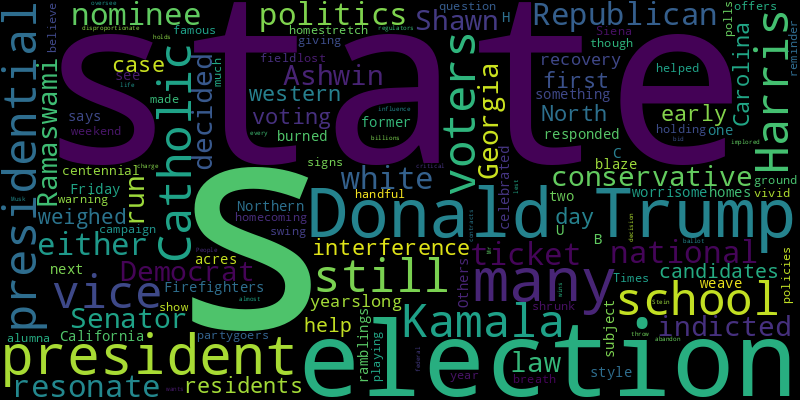 nominee
politics
Shawn
question
H
Republican
Siena
polls
offers
believe
oversee
disproportionate
regulators
holds
famous
homestretch
giving
though
reminder
state
case
fieldlost
Ashwin
recovery
something
first
helped
Carolina
Harris
presidential
Ramaswami
see
much
western
voting
former
influence
billions
North
early
life
made
says
weekend
Catholic
decided
burned
voters
Georgia
responded
holding
one
every
centennial
signs
C
blaze
implored
critical
Friday
warning
run
white
conservative
ground
bid
handful
worrisome
homes
vivid
weighed
campaign
S
Northern
homecoming
swing
Donald
Trump
celebrated
two
day
U
B
either
Democrat
interference
ticket
national
next
acres
still
many
candidates
policies
vice
Firefighters
yearslong
Others
Times
weave
school
Musk
show
Senator
help
Kamala
shrunk
indicted
alumna
California
partygoers
ramblings
playing
subject
president
election
law
resonate
residents
year
breath
style
almost
People
federal
decision
ballot
Stein
throw
abandon